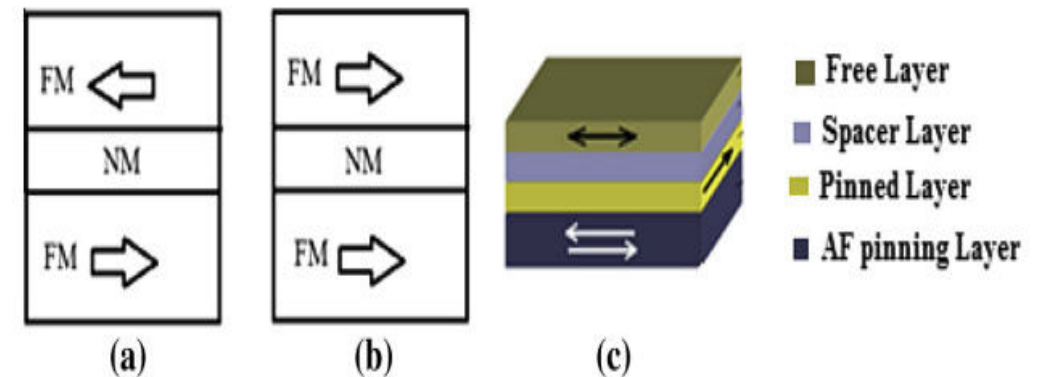 FM
NM
FM
(a)
FM
NM
FM
(b)
(c)
Free Layer
Spacer Layer
Pinned Layer
AF pinning Layer